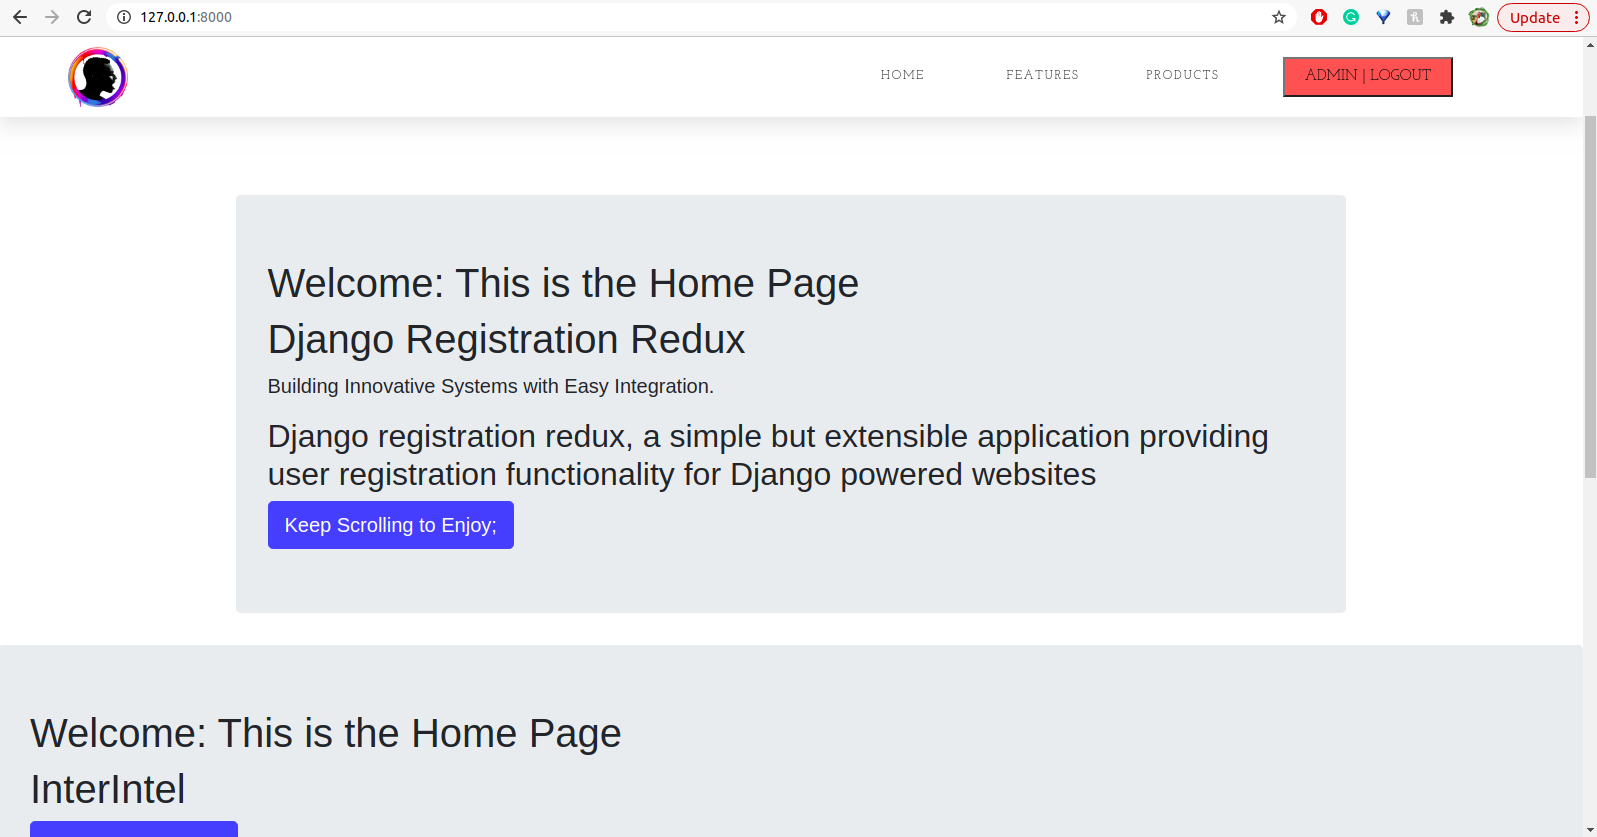 127.0.0.1:8000
Update
HOME
FEATURES
PRODUCTS
ADMIN | LOGOUT
Welcome: This is the Home Page
Django Registration Redux
Building Innovative Systems with Easy Integration.
Django registration redux, a simple but extensible application providing
user registration functionality for Django powered websites
Keep Scrolling to Enjoy;
Welcome: This is the Home Page
InterIntel